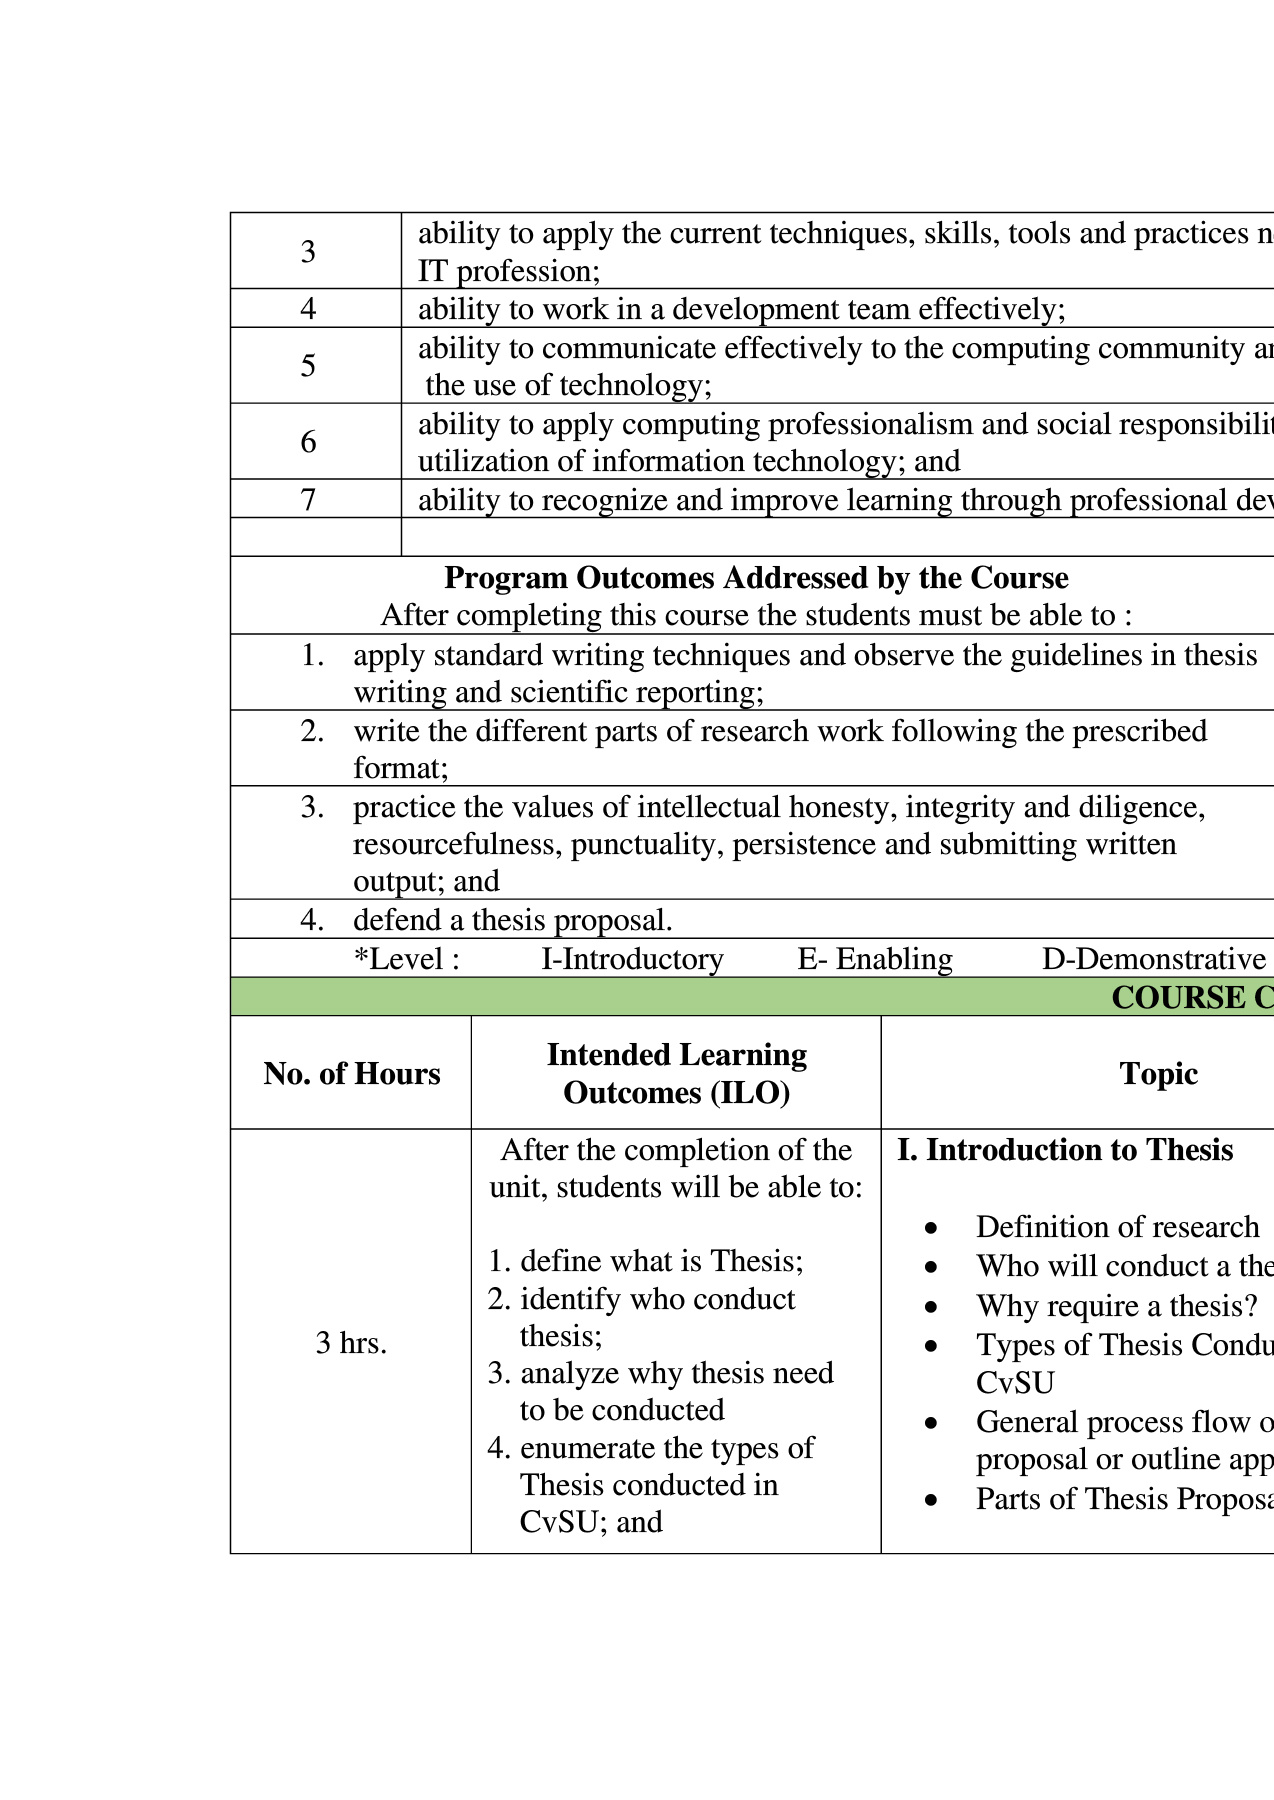 3
ability to apply the current techniques, skills, tools and practices
IT profession;
4
ability to work in a development team effectively;
5
ability to communicate effectively to the computing community
the use of technology;
6
ability to apply computing professionalism and social
utilization of information technology; and
7
ability to recognize and improve learning through professional
Program Outcomes Addressed by the Course
After completing this course the students must be able to :
1. apply standard writing techniques and observe the guidelines in thesis
writing and scientific reporting;
2. write the different parts of research work following the prescribed
format;
3. practice the values of intellectual honesty, integrity and diligence,
resourcefulness, punctuality, persistence and submitting written
output; and
4. defend a thesis proposal.
*Level : I-Introductory E- Enabling D-Demonstrative
COURSE
No. of Hours
Intended Learning
Outcomes (ILO)
Topic
3 hrs.
After the completion of the
unit, students will be able to:
1. define what is Thesis;
2. identify who conduct
thesis;
3. analyze why thesis need
to be conducted
4. enumerate the types of
Thesis conducted in
CvSU; and
I. Introduction to Thesis
• Definition of research
• Who will conduct a
• Why require a thesis?
• Types of Thesis
CvSU
• General process flow
proposal or outline
• Parts of Thesis